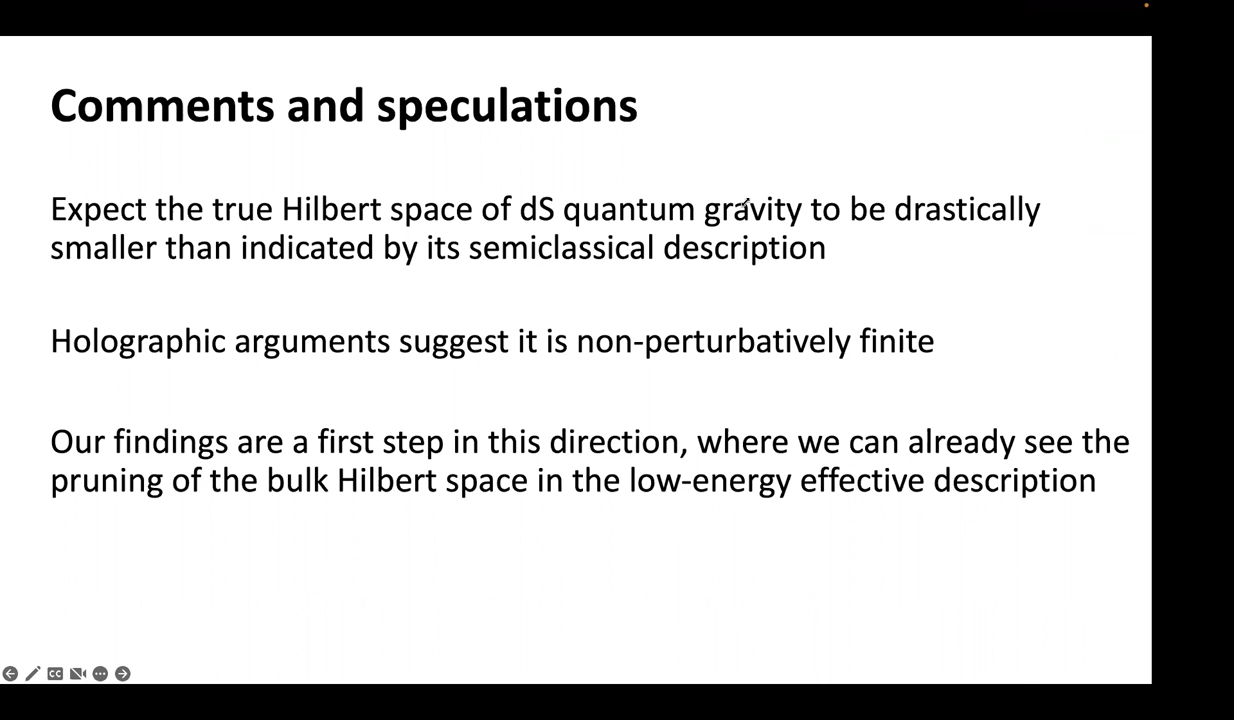 Comments and speculations
Expect the true Hilbert space of dS quantum gravity to be drastically
smaller than indicated by its semiclassical description
Holographic arguments suggest it is non-perturbatively finite
Our findings are a first step in this direction, where we can already see the
pruning of the bulk Hilbert space in the low-energy effective description
CC